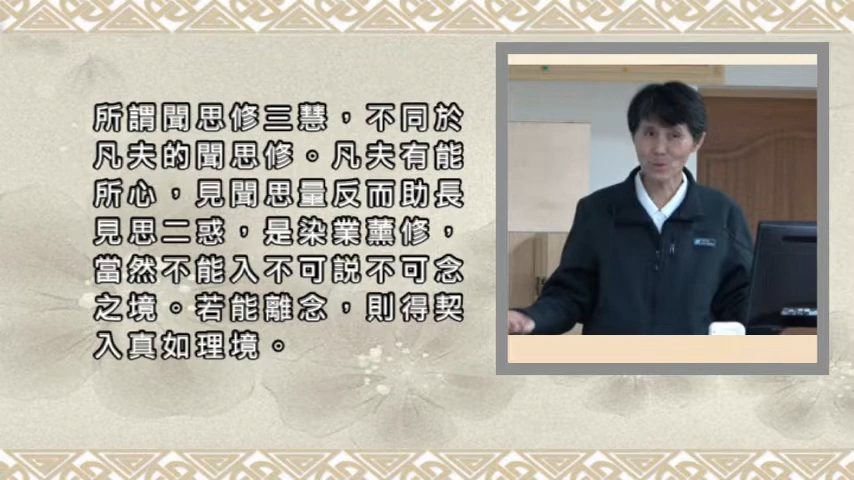 所謂聞思修三慧，不同於
凡夫的聞思修。凡夫有能
所心，見聞思量反而助長
見思二惑，是染業薰修，
當然不能入不可説不可念
之境。若能離念，則得契
入真如理境。